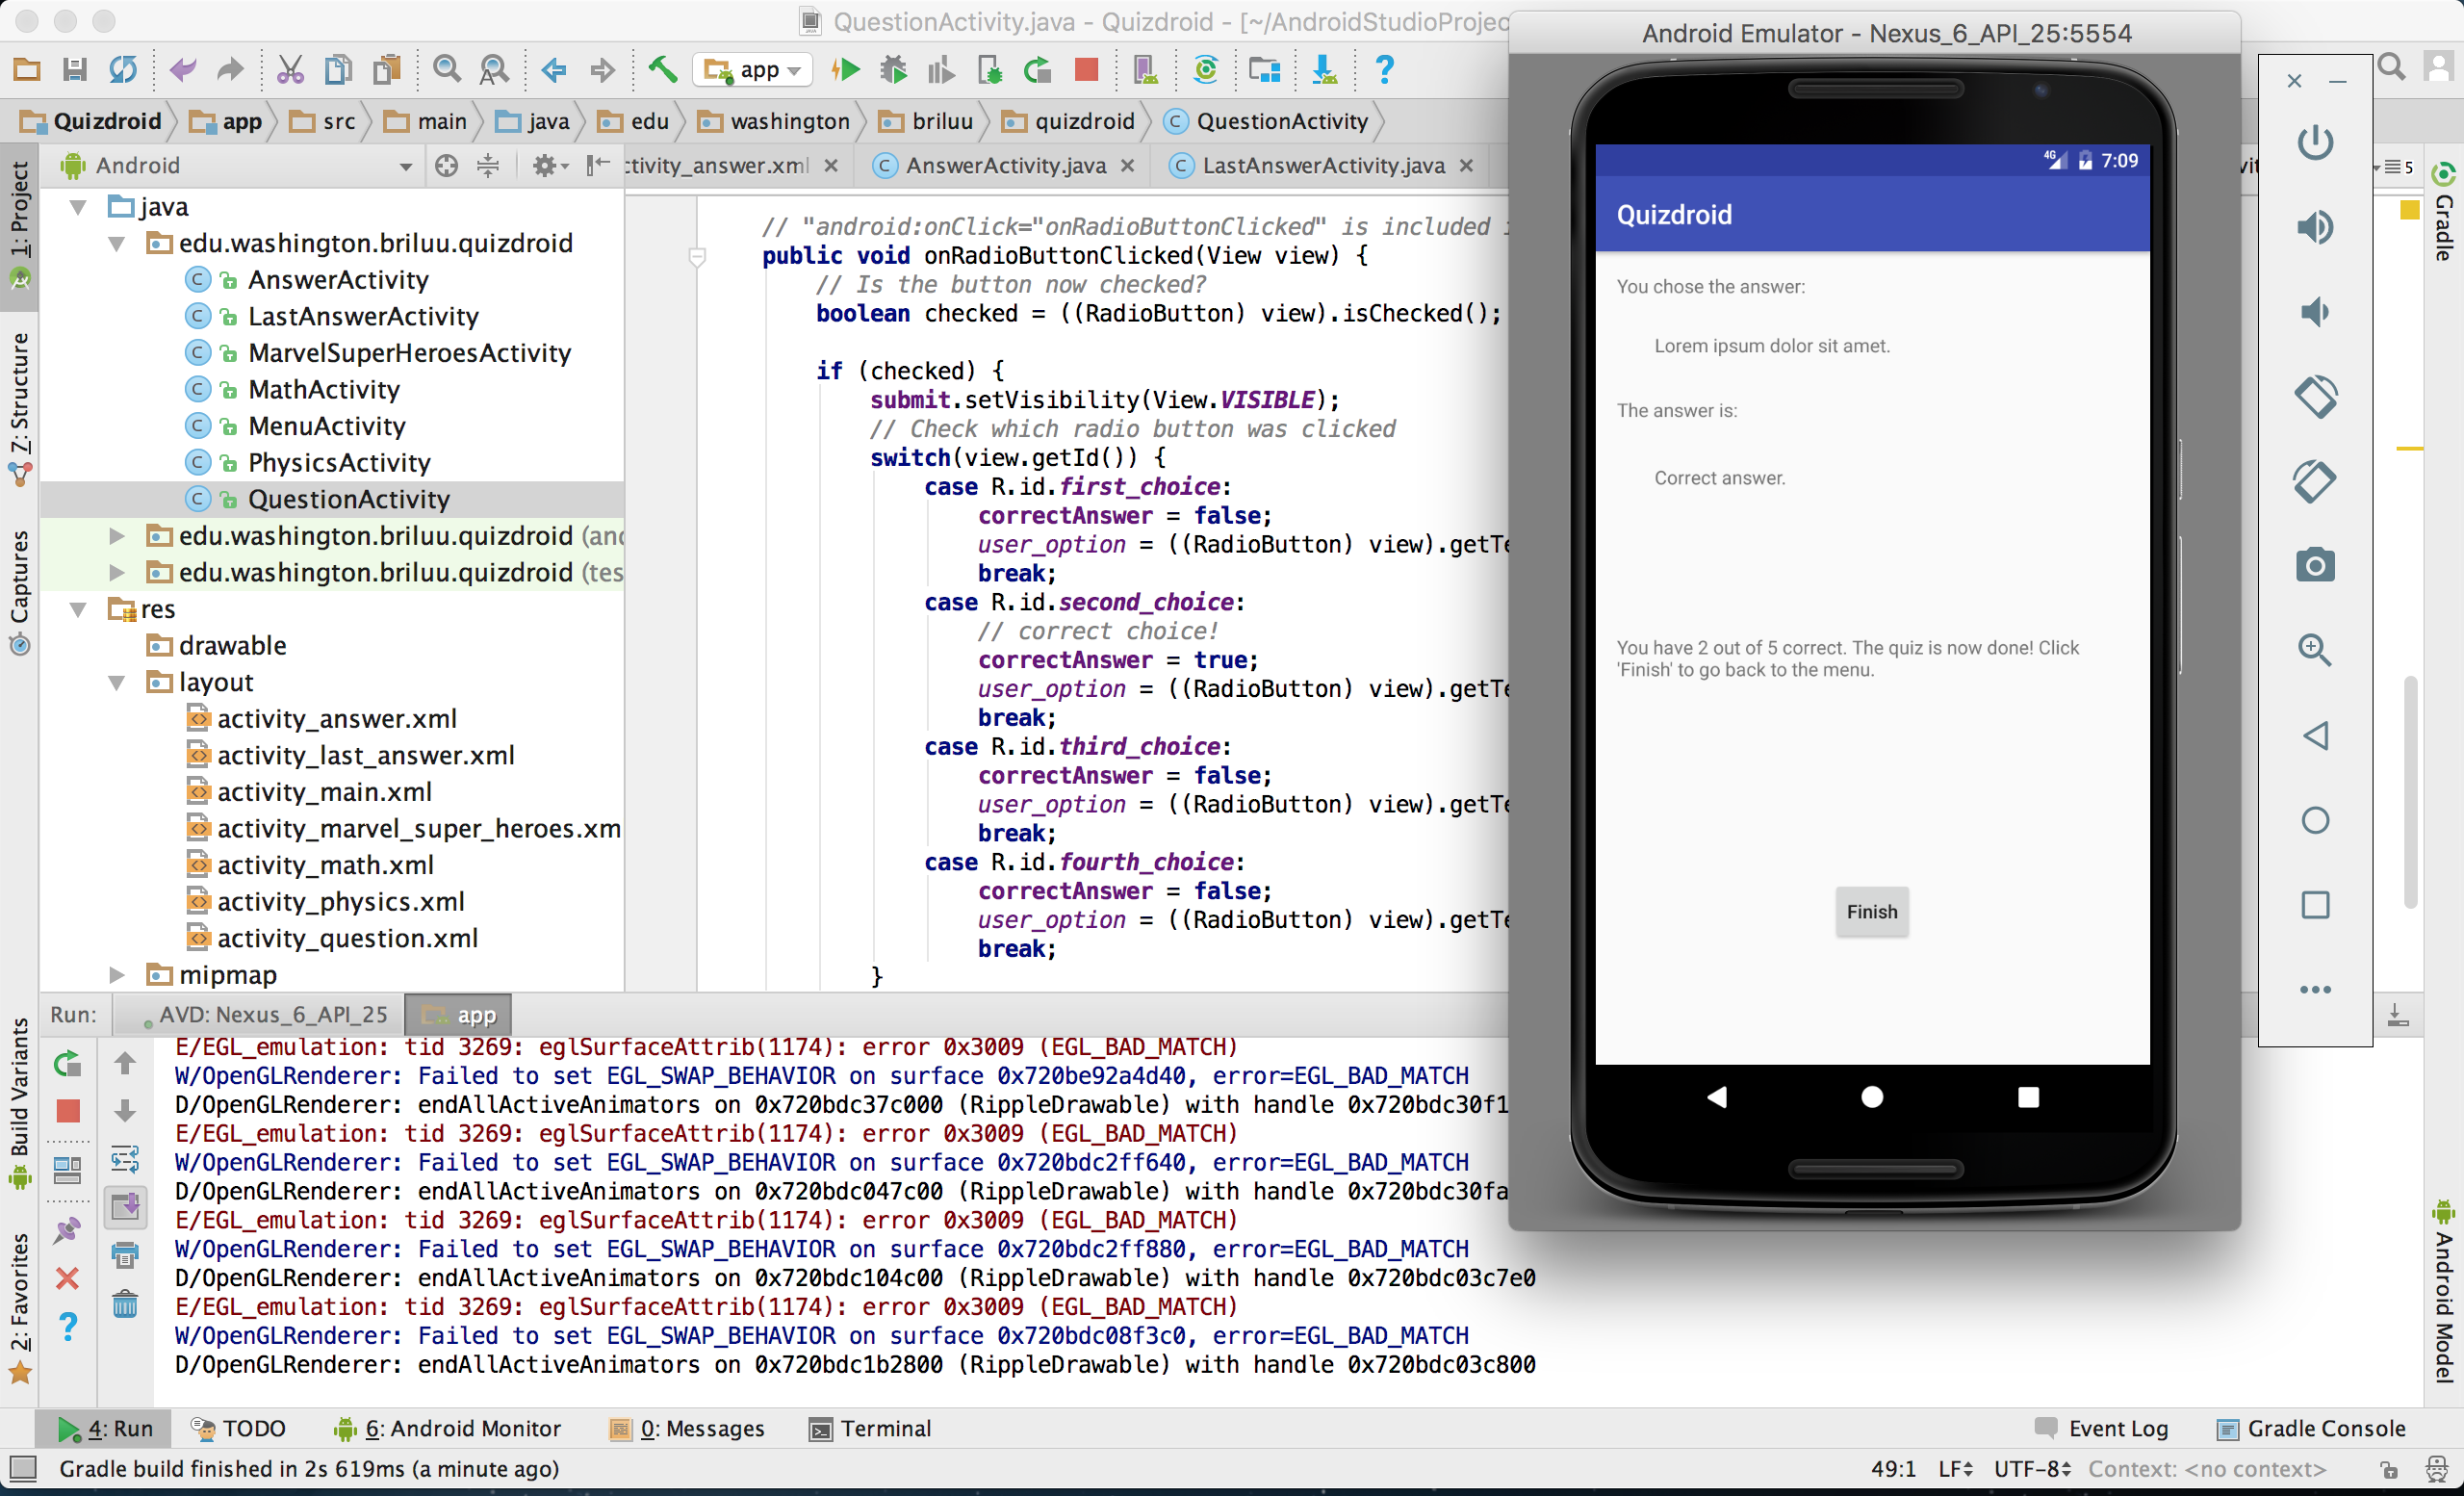 QuestionActivity.java - Quizdroid - [~/AndroidStudioProjec
Android Emulator - Nexus_6_API_25:5554
app
Quizdroid
app
src
main
java
edu
washington
briluu
quizdroid
QuestionActivity
Android
ctivity_answer.xml
AnswerActivity.java
LastAnswerActivity.java
5
1: Project
7: Structure
Captures
Build Variants
2: Favorites
java
edu.washington.briluu.quizdroid
AnswerActivity
LastAnswerActivity
MarvelSuperHeroesActivity
MathActivity
MenuActivity
PhysicsActivity
QuestionActivity
edu.washington.briluu.quizdroid (and
edu.washington.briluu.quizdroid (tes
res
drawable
layout
activity_answer.xml
activity_last_answer.xml
activity_main.xml
activity_marvel_super_heroes.xm
activity_math.xml
activity_physics.xml
activity_question.xml
mipmap
// "android:onClick="onRadioButtonClicked" is included
public void onRadioButtonClicked(View view) {
// Is the button now checked?
boolean checked = ((RadioButton) view).isChecked();
if (checked) {
submit.setVisibility(View.VISIBLE);
// Check which radio button was clicked
switch(view.getId()) {
case R.id.first_choice:
correctAnswer = false;
user_option = ((RadioButton) view).getTe
break;
case R.id.second_choice:
// correct choice!
correctAnswer = true;
user_option = ((RadioButton) view).getTe
break;
case R.id.third_choice:
correctAnswer = false;
user_option = ((RadioButton) view).getTe
break;
case R.id.fourth_choice:
correctAnswer = false;
user_option = ((RadioButton) view).getTe
break;
}
4G 7:09
Quizdroid
You chose the answer:
Lorem ipsum dolor sit amet.
The answer is:
Correct answer.
You have 2 out of 5 correct. The quiz is now done! Click
'Finish' to go back to the menu.
Finish
Gradle
Android Model
Run:
AVD: Nexus_6_API_25
app
E/EGL_emulation: tid 3269: eglSurfaceAttrib(1174): error 0x3009 (EGL_BAD_MATCH)
W/OpenGLRenderer: Failed to set EGL_SWAP_BEHAVIOR on surface 0x720be92a4d40, error=EGL_BAD_MATCH
D/OpenGLRenderer: endAllActiveAnimators on 0x720bdc37c000 (RippleDrawable) with handle 0x720bdc30f1
E/EGL_emulation: tid 3269: eglSurfaceAttrib(1174): error 0x3009 (EGL_BAD_MATCH)
W/OpenGLRenderer: Failed to set EGL_SWAP_BEHAVIOR on surface 0x720bdc2ff640, error=EGL_BAD_MATCH
D/OpenGLRenderer: endAllActiveAnimators on 0x720bdc047c00 (RippleDrawable) with handle 0x720bdc30fa
E/EGL_emulation: tid 3269: eglSurfaceAttrib(1174): error 0x3009 (EGL_BAD_MATCH)
W/OpenGLRenderer: Failed to set EGL_SWAP_BEHAVIOR on surface 0x720bdc2ff880, error=EGL_BAD_MATCH
D/OpenGLRenderer: endAllActiveAnimators on 0x720bdc104c00 (RippleDrawable) with handle 0x720bdc03c7e0
E/EGL_emulation: tid 3269: eglSurfaceAttrib(1174): error 0x3009 (EGL_BAD_MATCH)
W/OpenGLRenderer: Failed to set EGL_SWAP_BEHAVIOR on surface 0x720bdc08f3c0, error=EGL_BAD_MATCH
D/OpenGLRenderer: endAllActiveAnimators on 0x720bdc1b2800 (RippleDrawable) with handle 0x720bdc03c800
4: Run
TODO
6: Android Monitor
0: Messages
Terminal
Event Log
Gradle Console
Gradle build finished in 2s 619ms (a minute ago)
49:1
LF
UTF-8
Context: <no context>